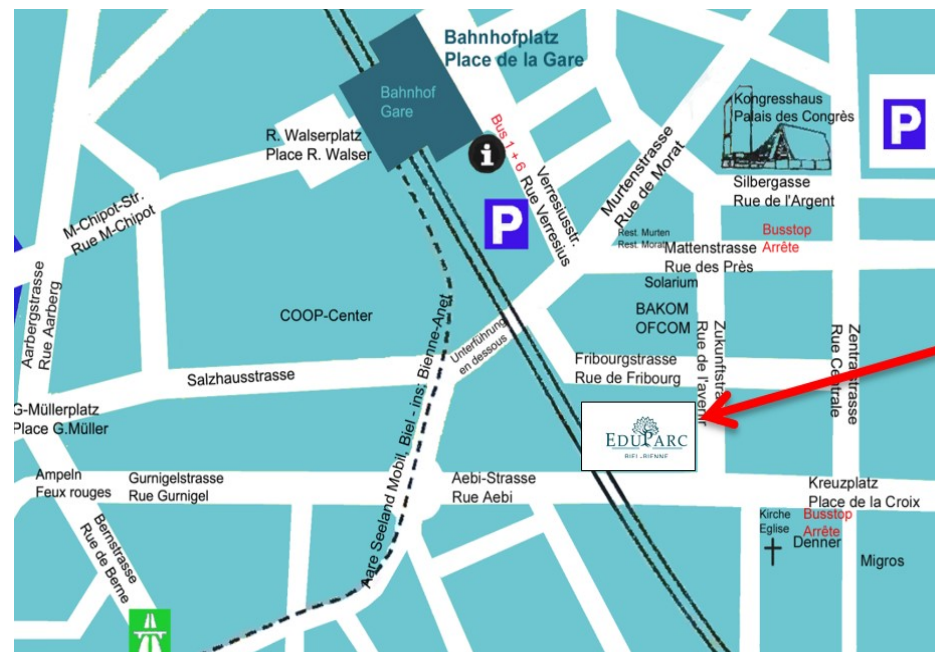 Bahnhofplatz
Place de la Gare
Bahnhof
Gare
R. Walserplatz
Place R. Walser
Bus 1 + 6
i
Verresiusstr.
Rue Verresius
P
Murtenstrasse
Rue de Morat
Kongresshaus
Palais des Congrès
P
Silbergasse
Rue de l'Argent
M-Chipot-Str.
Rue M-Chipot
Rest. Murten
Rest. Morat
Mattenstrasse
Rue des Près
Busstop
Arrête
Solarium
BAKOM
OFCOM
Aarbergstrasse
Rue Aarberg
COOP-Center
Unterführung
en dessous
Zukunftstra
Rue de l'avenir
Zentralstrasse
Rue Centrale
Fribourgstrasse
Rue de Fribourg
Salzhausstrasse
G-Müllerplatz
Place G.Müller
EDUPARC
BIEL-BIENNE
Aare Seeland Mobil, Biel - ins; Bienne-Anet
Ampeln
Feux rouges
Gurnigelstrasse
Rue Gurnigel
Aebi-Strasse
Rue Aebi
Kreuzplatz
Place de la Croix
Kirche
Eglise
Busstop
Arrête
Denner
Migros
Bernstrasse
Rue de Berne